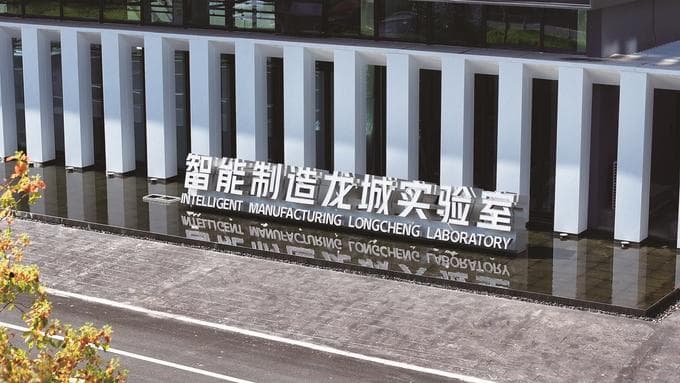 智能制造龙城实验室
INTELLIGENT MANUFACTURING LONGCHENG LABORATORY